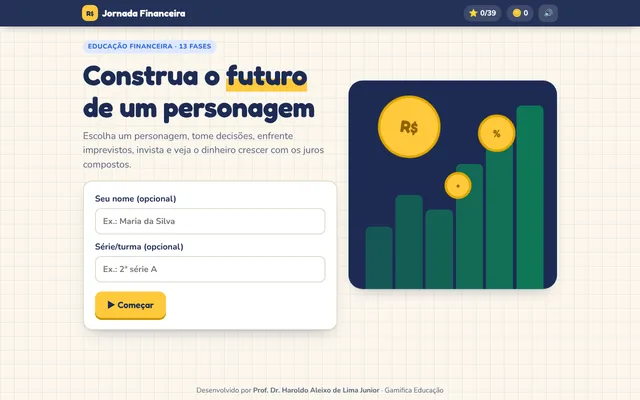 R$ Jornada Financeira
⭐ 0/39
🪙 0
EDUCAÇÃO FINANCEIRA · 13 FASES
Construa o futuro
de um personagem
Escolha um personagem, tome decisões, enfrente
imprevistos, invista e veja o dinheiro crescer com os juros
compostos.
Seu nome (opcional)
Ex.: Maria da Silva
Série/turma (opcional)
Ex.: 2ª série A
▶ Começar
R$
%
+
Desenvolvido por Prof. Dr. Haroldo Aleixo de Lima Junior · Gamifica Educação